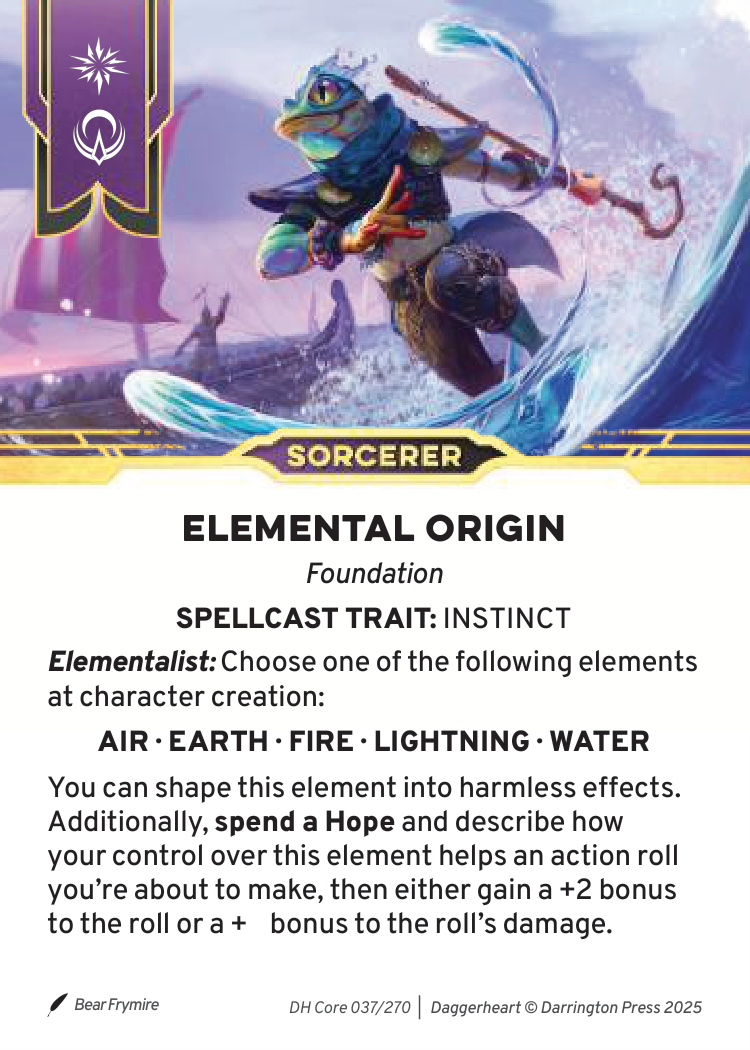 SORCERER
ELEMENTAL ORIGIN
Foundation
SPELLCAST TRAIT: INSTINCT
Elementalist: Choose one of the following elements
at character creation:
AIR · EARTH · FIRE · LIGHTNING · WATER
You can shape this element into harmless effects.
Additionally, spend a Hope and describe how
your control over this element helps an action roll
you’re about to make, then either gain a +2 bonus
to the roll or a + bonus to the roll’s damage.
Bear Frymire
DH Core 037/270 | Daggerheart © Darrington Press 2025